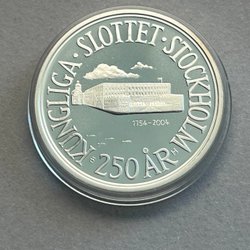 KUNGLIGA · SLOTTET · STOCKHOLM
1754-2004
250 ÅR